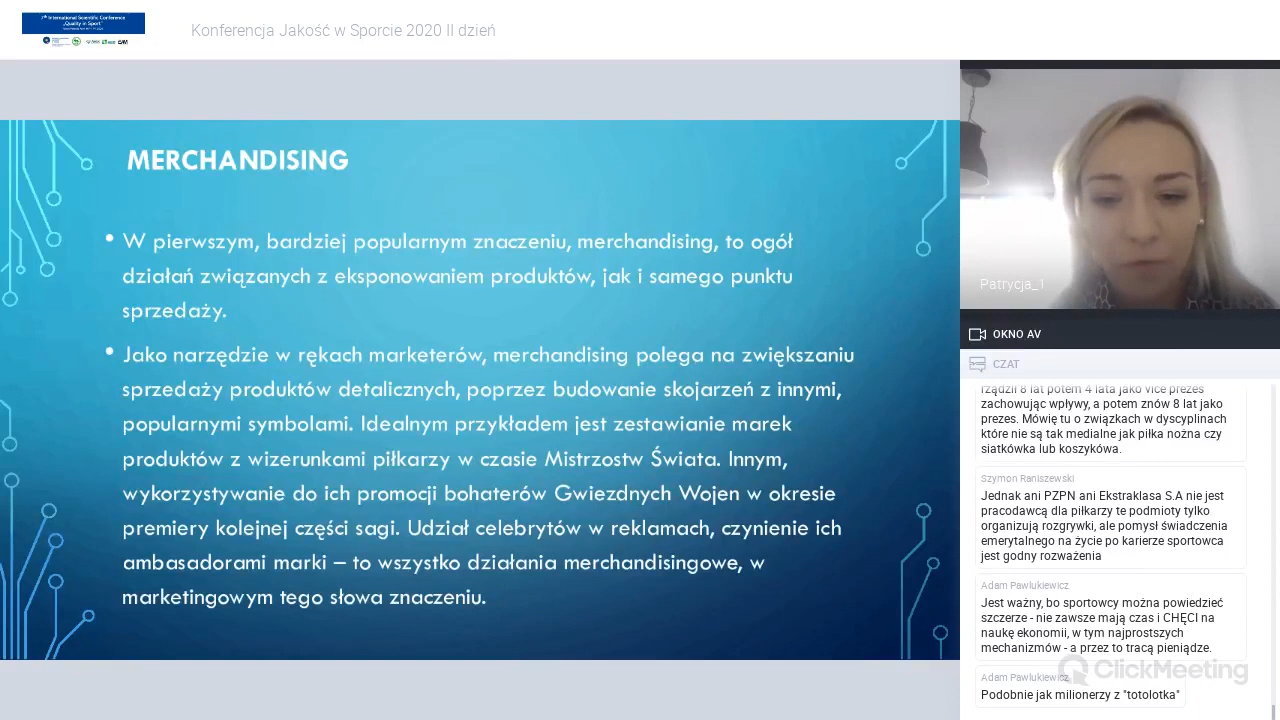 7th International Scientific Conference
„Quality in Sport"
Konferencja Jakość w Sporcie 2020 II dzień
MERCHANDISING
• W pierwszym, bardziej popularnym znaczeniu, merchandising, to ogół
działań związanych z eksponowaniem produktów, jak i samego punktu
sprzedaży.
• Jako narzędzie w rękach marketerów, merchandising polega na zwiększaniu
sprzedaży produktów detalicznych, poprzez budowanie skojarzeń z innymi,
popularnymi symbolami. Idealnym przykładem jest zestawianie marek
produktów z wizerunkami piłkarzy w czasie Mistrzostw Świata. Innym,
wykorzystywanie do ich promocji bohaterów Gwiezdnych Wojen w okresie
premiery kolejnej części sagi. Udział celebrytów w reklamach, czynienie ich
ambasadorami marki – to wszystko działania merchandisingowe, w
marketingowym tego słowa znaczeniu.
Patrycja_1
OKNO AV
CZAT
rządzili 8 lat potem 4 lata jako vice prezes
zachowując wpływy, a potem znów 8 lat jako
prezes. Mówię tu o związkach w dyscyplinach
które nie są tak medialne jak piłka nożna czy
siatkówka lub koszykówa.
Szymon Raniszewski
Jednak ani PZPN ani Ekstraklasa S.A nie jest
pracodawcą dla piłkarzy te podmioty tylko
organizują rozgrywki, ale pomysł świadczenia
emerytalnego na życie po karierze sportowca
jest godny rozważenia
Adam Pawlukiewicz
Jest ważny, bo sportowcy można powiedzieć
szczerze - nie zawsze mają czas i CHĘCI na
naukę ekonomii, w tym najprostszych
mechanizmów - a przez to tracą pieniądze.
ClickMeeting
Adam Pawlukiewicz
Podobnie jak milionerzy z "totolotka"